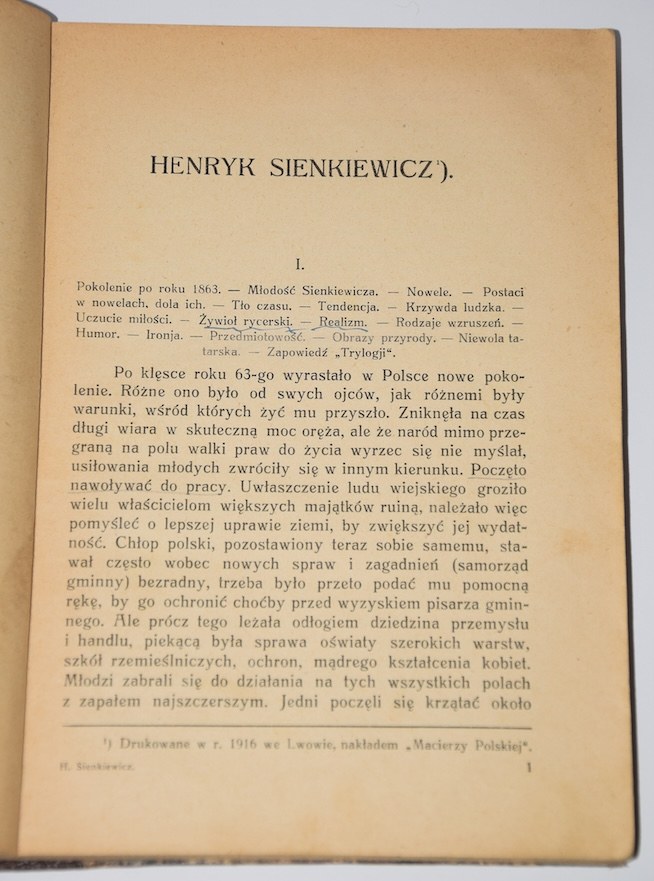 HENRYK SIENKIEWICZ¹).
I.
Pokolenie po roku 1863. — Młodość Sienkiewicza. — Nowele. — Postaci
w nowelach, dola ich. — Tło czasu. — Tendencja. — Krzywda ludzka. —
Uczucie miłości. — Żywioł rycerski. — Realizm. — Rodzaje wzruszeń. —
Humor. — Ironja. — Przedmiotowość. — Obrazy przyrody. — Niewola ta-
tarska. — Zapowiedź „Trylogji“.
Po klęsce roku 63-go wyrastało w Polsce nowe poko-
lenie. Różne ono było od swych ojców, jak różnemi były
warunki, wśród których żyć mu przyszło. Zniknęła na czas
długi wiara w skuteczną moc oręża, ale że naród mimo prze-
graną na polu walki praw do życia wyrzec się nie myślał,
usiłowania młodych zwróciły się w innym kierunku. Poczęto
nawoływać do pracy. Uwłaszczenie ludu wiejskiego groziło
wielu właścicielom większych majątków ruiną, należało więc
pomyśleć o lepszej uprawie ziemi, by zwiększyć jej wydat-
ność. Chłop polski, pozostawiony teraz sobie samemu, sta-
wał często wobec nowych spraw i zagadnień (samorząd
gminny) bezradny, trzeba było przeto podać mu pomocną
rękę, by go ochronić choćby przed wyzyskiem pisarza gmin-
nego. Ale prócz tego leżała odłogiem dziedzina przemysłu
i handlu, piekącą była sprawa oświaty szerokich warstw,
szkół rzemieślniczych, ochron, mądrego kształcenia kobiet.
Młodzi zabrali się do działania na tych wszystkich polach
z zapałem najszczerszym. Jedni poczęli się krzątać około
¹) Drukowane w r. 1916 we Lwowie, nakładem „Macierzy Polskiej“.
H. Sienkiewicz. 1